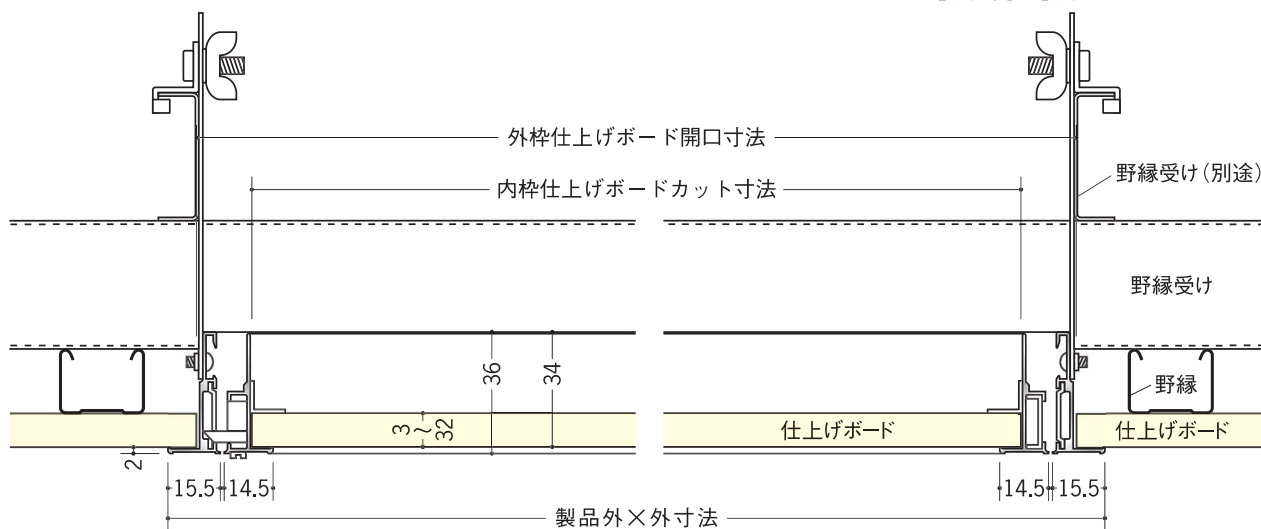 外枠仕上げボード開口寸法
内枠仕上げボードカット寸法
野縁受け(別途)
野縁受け
野縁
36
34
3~32
仕上げボード
仕上げボード
2
15.5
14.5
14.5
15.5
製品外×外寸法